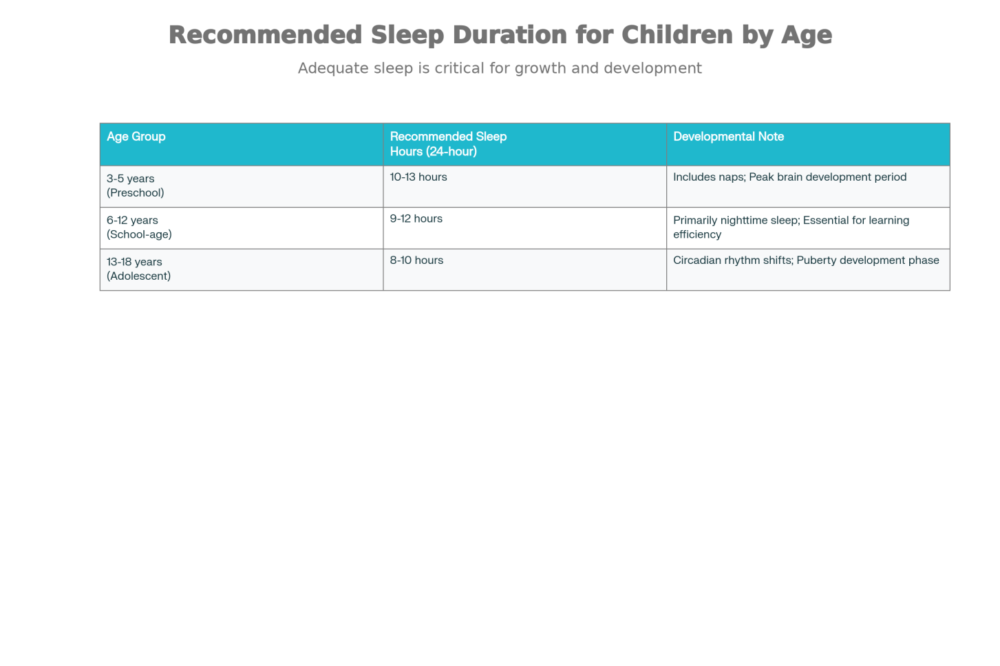 Recommended Sleep Duration for Children by Age
Adequate sleep is critical for growth and development
Age Group
Recommended Sleep
Hours (24-hour)
Developmental Note
3-5 years
(Preschool)
10-13 hours
Includes naps; Peak brain development period
6-12 years
(School-age)
9-12 hours
Primarily nighttime sleep; Essential for learning
efficiency
13-18 years
(Adolescent)
8-10 hours
Circadian rhythm shifts; Puberty development phase